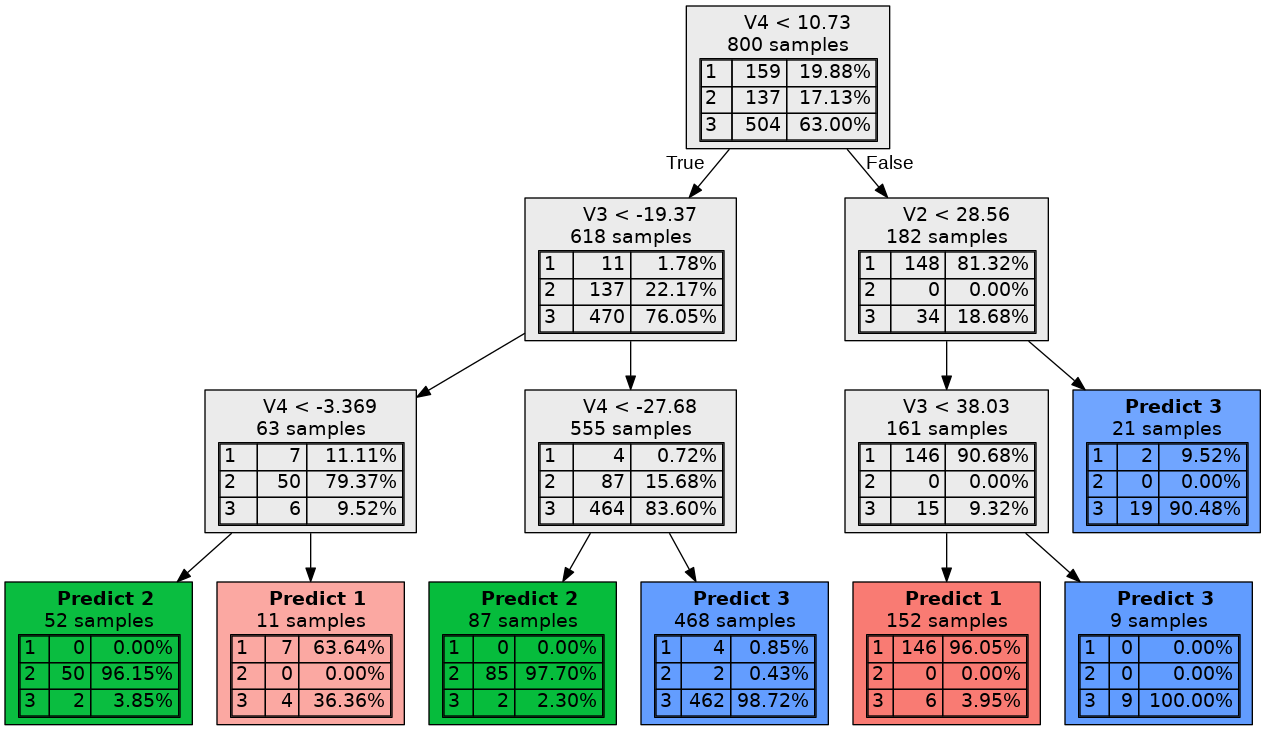 V4 < 10.73
800 samples
1 159 19.88%
2 137 17.13%
3 504 63.00%
True
False
V3 < -19.37
618 samples
1 11 1.78%
2 137 22.17%
3 470 76.05%
V2 < 28.56
182 samples
1 148 81.32%
2 0 0.00%
3 34 18.68%
V4 < -3.369
63 samples
1 7 11.11%
2 50 79.37%
3 6 9.52%
V4 < -27.68
555 samples
1 4 0.72%
2 87 15.68%
3 464 83.60%
V3 < 38.03
161 samples
1 146 90.68%
2 0 0.00%
3 15 9.32%
Predict 3
21 samples
1 2 9.52%
2 0 0.00%
3 19 90.48%
Predict 2
52 samples
1 0 0.00%
2 50 96.15%
3 2 3.85%
Predict 1
11 samples
1 7 63.64%
2 0 0.00%
3 4 36.36%
Predict 2
87 samples
1 0 0.00%
2 85 97.70%
3 2 2.30%
Predict 3
468 samples
1 4 0.85%
2 2 0.43%
3 462 98.72%
Predict 1
152 samples
1 146 96.05%
2 0 0.00%
3 6 3.95%
Predict 3
9 samples
1 0 0.00%
2 0 0.00%
3 9 100.00%